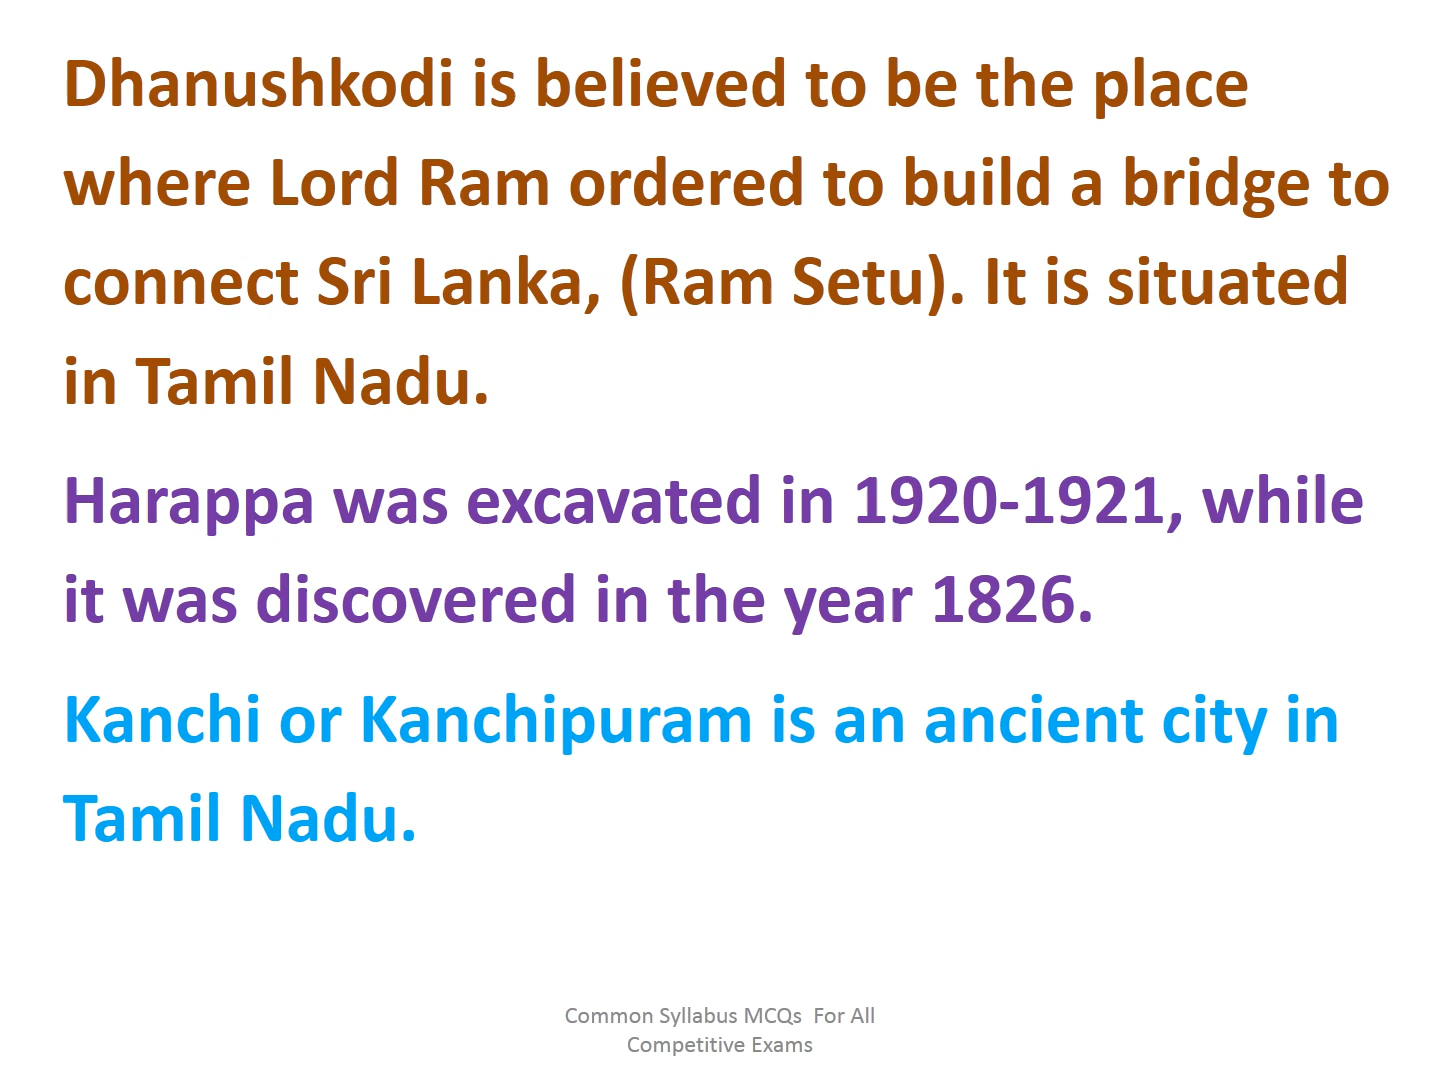 Dhanushkodi is believed to be the place
where Lord Ram ordered to build a bridge to
connect Sri Lanka, (Ram Setu). It is situated
in Tamil Nadu.
Harappa was excavated in 1920-1921, while
it was discovered in the year 1826.
Kanchi or Kanchipuram is an ancient city in
Tamil Nadu.
Common Syllabus MCQs  For All
Competitive Exams